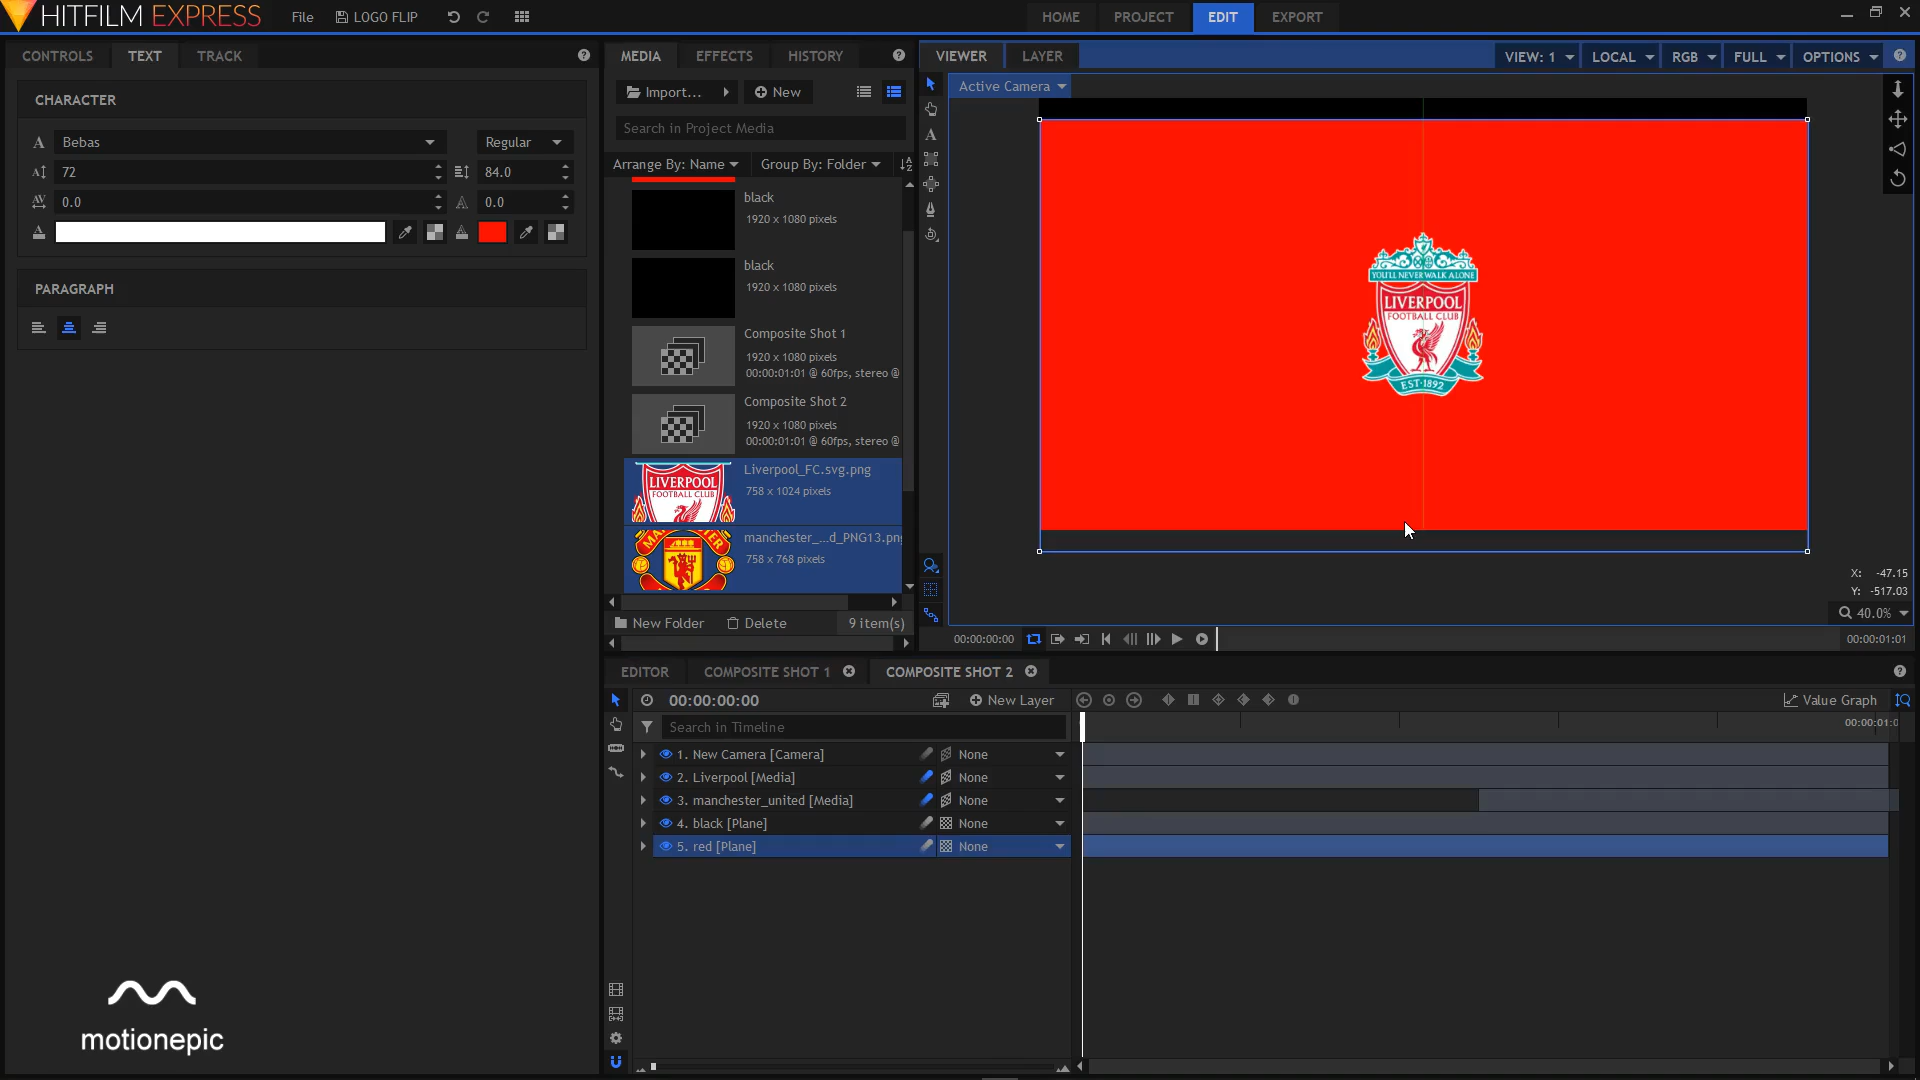 HITFILM EXPRESS
File
LOGO FLIP
HOME
PROJECT
EDIT
EXPORT
CONTROLS
TEXT
TRACK
CHARACTER
Bebas
Regular
72
84.0
0.0
0.0
PARAGRAPH
MEDIA
EFFECTS
HISTORY
Import...
New
Search in Project Media
Arrange By: Name
Group By: Folder
black
1920 x 1080 pixels
black
1920 x 1080 pixels
Composite Shot 1
1920 x 1080 pixels
00:00:01:01 @ 60fps, stereo @
Composite Shot 2
1920 x 1080 pixels
00:00:01:01 @ 60fps, stereo @
LIVERPOOL
FOOTBALL CLUB
Liverpool_FC.svg.png
758 x 1024 pixels
manchester_...d_PNG13.png
758 x 768 pixels
New Folder
Delete
9 item(s)
VIEWER
LAYER
VIEW: 1
LOCAL
RGB
FULL
OPTIONS
Active Camera
YOU'LL NEVER WALK ALONE
LIVERPOOL
FOOTBALL CLUB
EST·1892
X: -47.15
Y: -517.03
40.0%
00:00:00:00
00:00:01:01
EDITOR
COMPOSITE SHOT 1
COMPOSITE SHOT 2
00:00:00:00
New Layer
Value Graph
Search in Timeline
00:00:01:0
1. New Camera [Camera]
None
2. Liverpool [Media]
None
3. manchester_united [Media]
None
4. black [Plane]
None
5. red [Plane]
None
motionepic